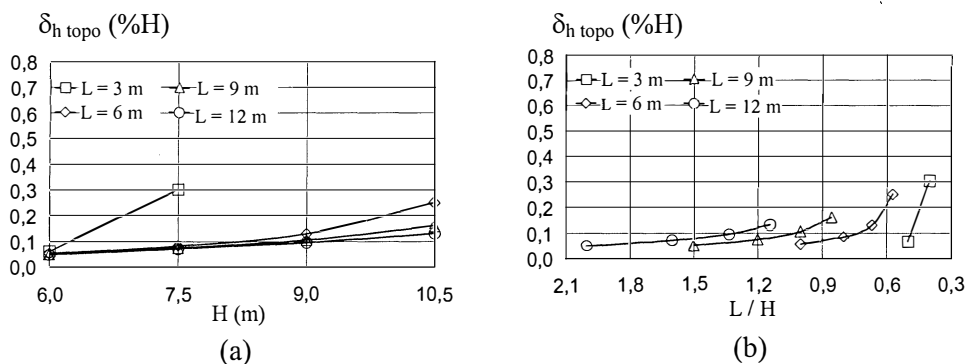 δh topo (%H)
0,8
0,7
0,6
0,5
0,4
0,3
0,2
0,1
0,0
L = 3 m
L = 9 m
L = 6 m
L = 12 m
6,0 7,5 9,0 10,5
H (m)
(a)
δh topo (%H)
0,8
0,7
0,6
0,5
0,4
0,3
0,2
0,1
0,0
L = 3 m
L = 9 m
L = 6 m
L = 12 m
2,1 1,8 1,5 1,2 0,9 0,6 0,3
L / H
(b)